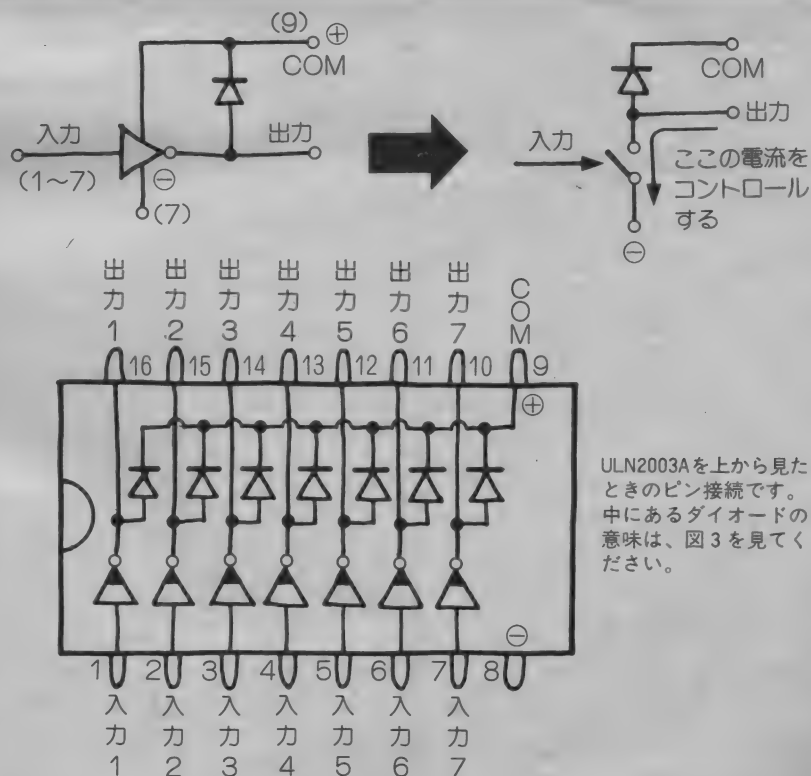 (9) ⊕
COM
入力
(1〜7)
出力
⊖
(7)
COM
出力
入力
ここの電流を
コントロール
する
⊖
出力1
出力2
出力3
出力4
出力5
出力6
出力7
COM
16
15
14
13
12
11
10
9
⊕
ULN2003Aを上から見た
ときのピン接続です。
中にあるダイオードの
意味は、図3を見てく
ださい。
⊖
1
2
3
4
5
6
7
8
入力1
入力2
入力3
入力4
入力5
入力6
入力7